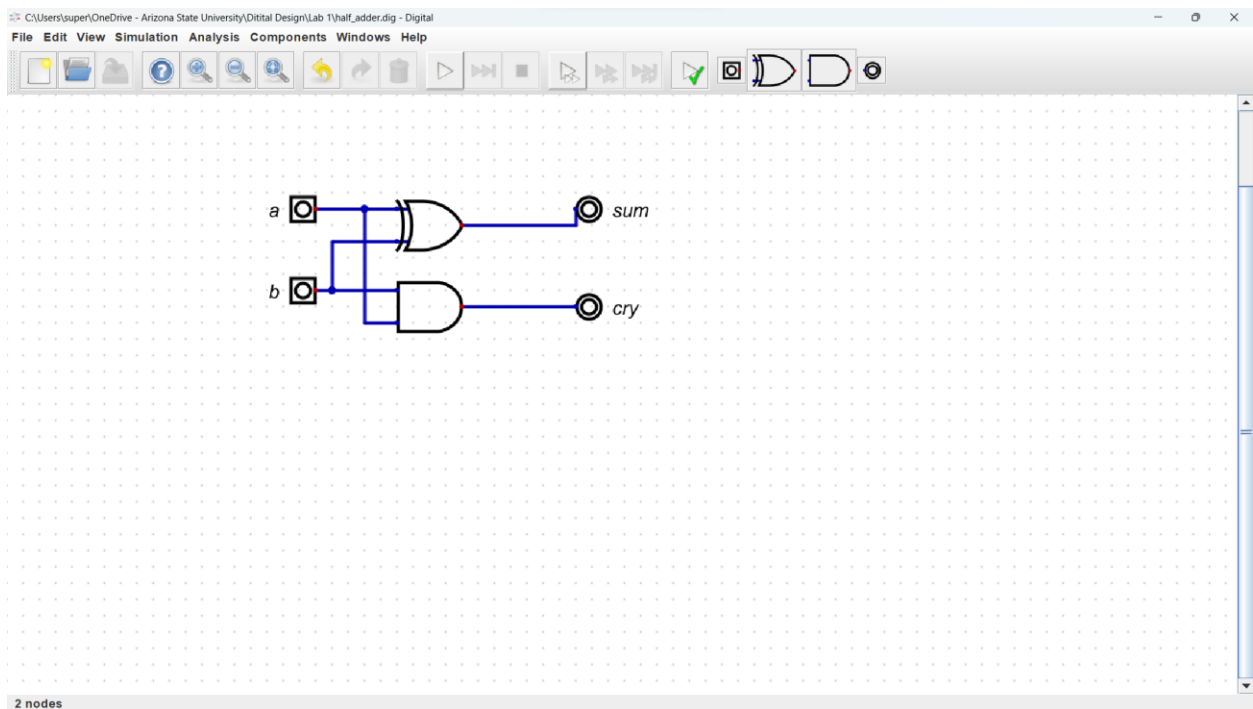 C:\Users\super\OneDrive - Arizona State University\Ditital Design\Lab 1\half_adder.dig - Digital
File Edit View Simulation Analysis Components Windows Help
a
sum
b
cry
2 nodes